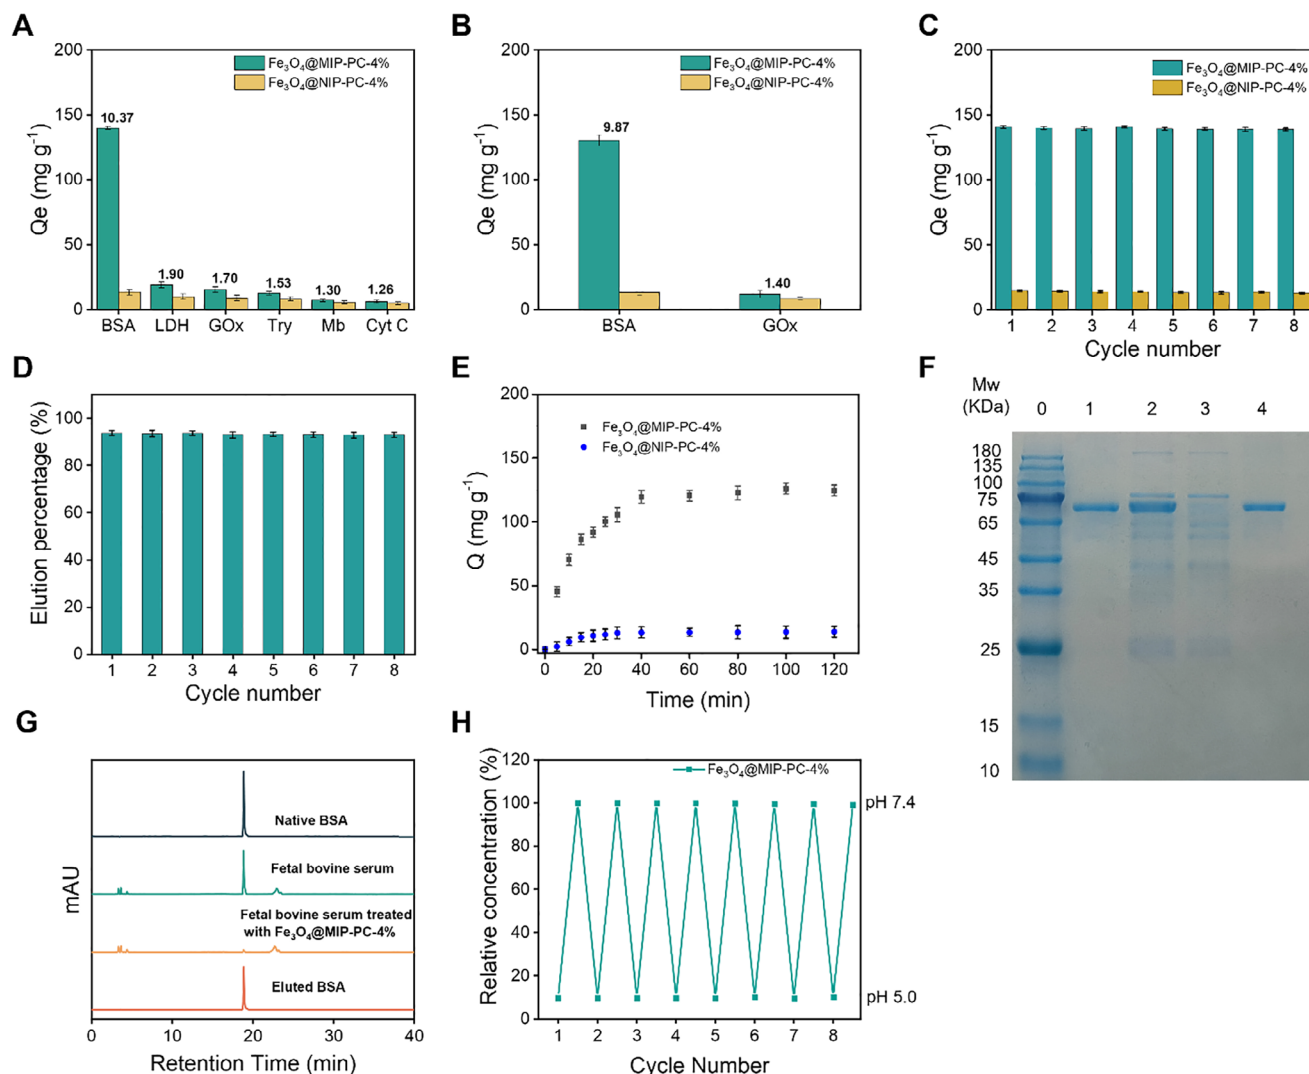 A
200
150
100
50
0
Qe (mg g⁻¹)
Fe₃O₄@MIP-PC-4%
Fe₃O₄@NIP-PC-4%
10.37
1.90
1.70
1.53
1.30
1.26
BSA LDH GOx Try Mb Cyt C
B
200
150
100
50
0
Qe (mg g⁻¹)
Fe₃O₄@MIP-PC-4%
Fe₃O₄@NIP-PC-4%
9.87
1.40
BSA GOx
C
200
150
100
50
0
Qe (mg g⁻¹)
Fe₃O₄@MIP-PC-4%
Fe₃O₄@NIP-PC-4%
1 2 3 4 5 6 7 8
Cycle number
D
100
80
60
40
20
0
Elution percentage (%)
1 2 3 4 5 6 7 8
Cycle number
E
200
150
100
50
0
Q (mg g⁻¹)
Fe₃O₄@MIP-PC-4%
Fe₃O₄@NIP-PC-4%
0 20 40 60 80 100 120
Time (min)
F
Mw
(KDa) 0 1 2 3 4
180
135
100
75
65
45
35
25
15
10
G
mAU
Native BSA
Fetal bovine serum
Fetal bovine serum treated
with Fe₃O₄@MIP-PC-4%
Eluted BSA
0 10 20 30 40
Retention Time (min)
H
120
100
80
60
40
20
0
Relative concentration (%)
Fe₃O₄@MIP-PC-4%
pH 7.4
pH 5.0
1 2 3 4 5 6 7 8
Cycle Number